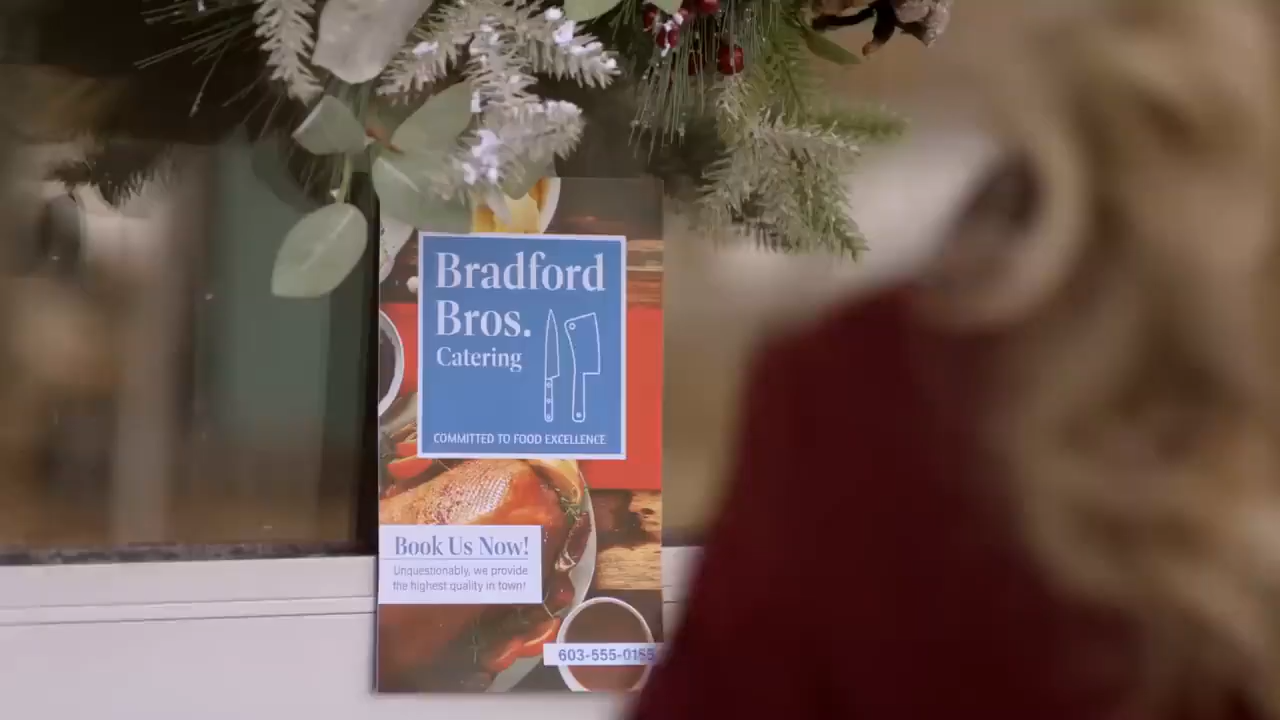 Bradford
Bros.
Catering
COMMITTED TO FOOD EXCELLENCE
Book Us Now!
Unquestionably, we provide
the highest quality in town!
603-555-0165